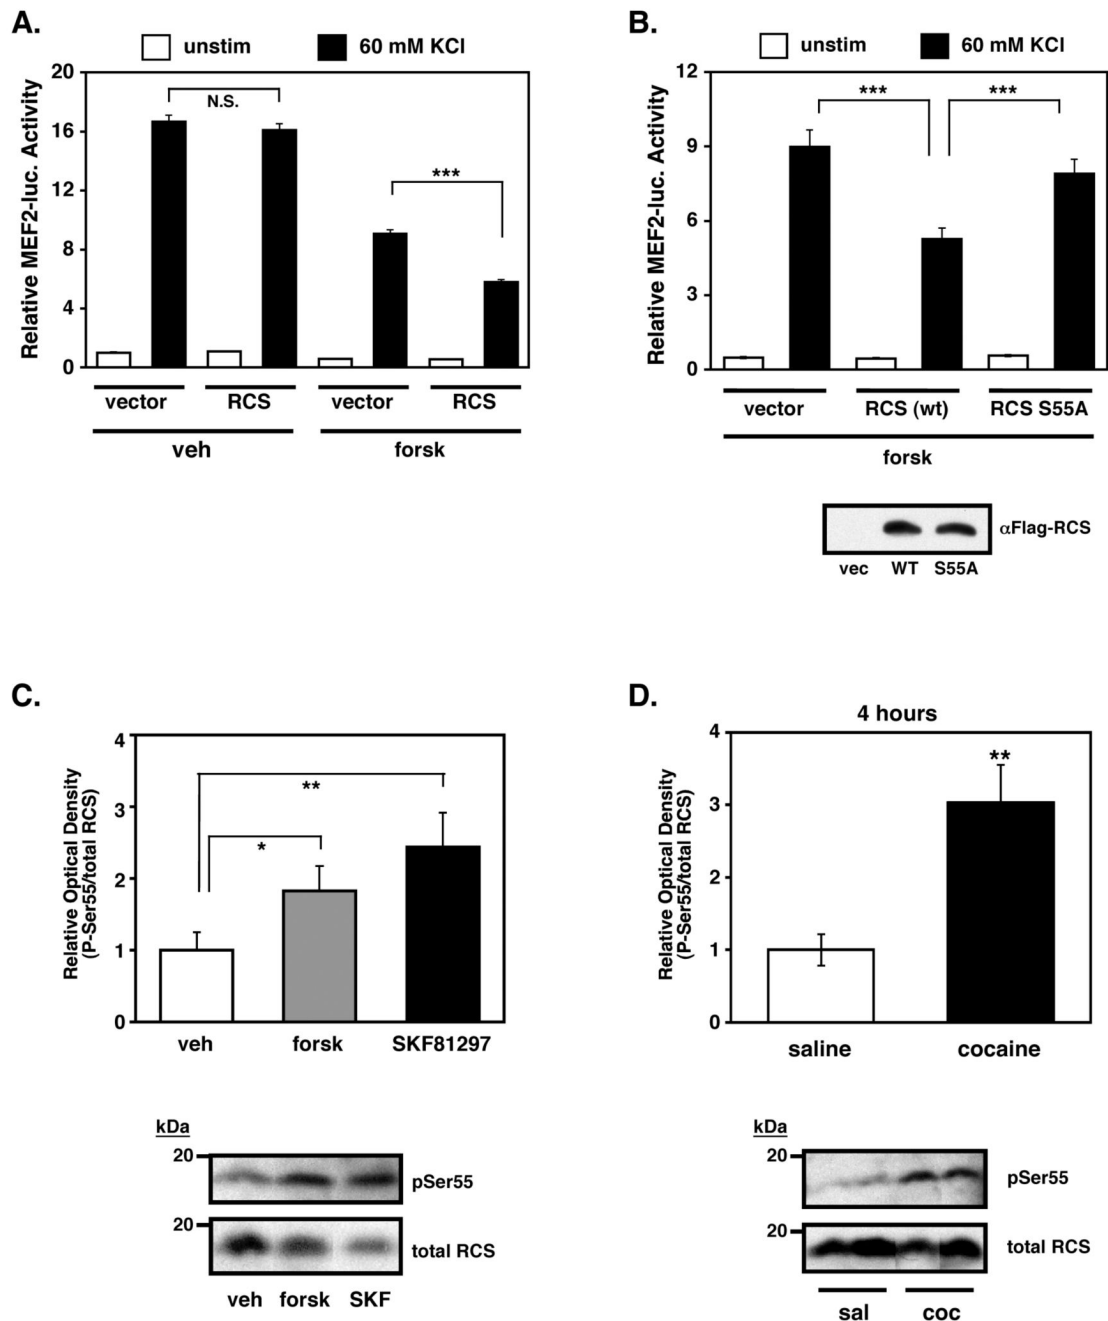 A.
unstim 60 mM KCl
Relative MEF2-luc. Activity
20
16
12
8
4
0
N.S.
***
vector RCS vector RCS
veh forsk
B.
unstim 60 mM KCl
Relative MEF2-luc. Activity
12
9
6
3
0
*** ***
vector RCS (wt) RCS S55A
forsk
αFlag-RCS
vec WT S55A
C.
Relative Optical Density
(P-Ser55/total RCS)
4
3
2
1
0
**
*
veh forsk SKF81297
kDa
20
pSer55
20
total RCS
veh forsk SKF
D.
4 hours
Relative Optical Density
(P-Ser55/total RCS)
4
3
2
1
0
**
saline cocaine
kDa
20
pSer55
20
total RCS
sal coc